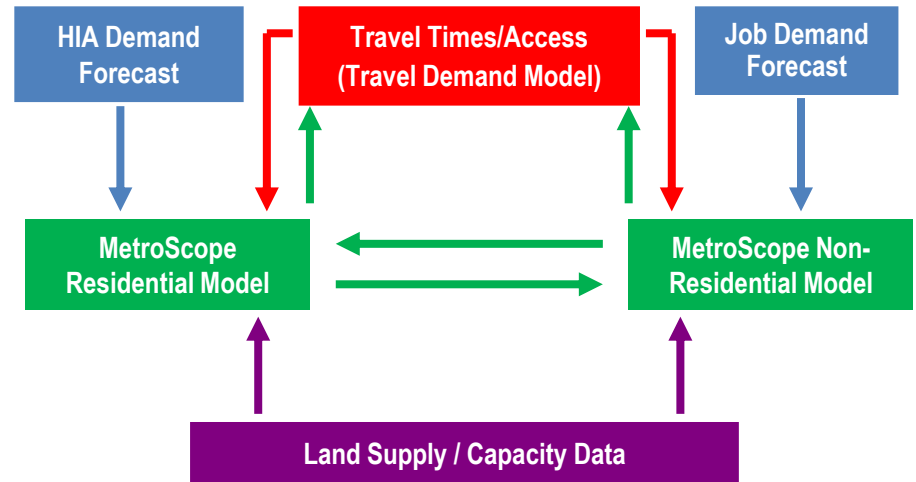 HIA Demand
Forecast
Travel Times/Access
(Travel Demand Model)
Job Demand
Forecast
MetroScope
Residential Model
MetroScope Non-
Residential Model
Land Supply / Capacity Data